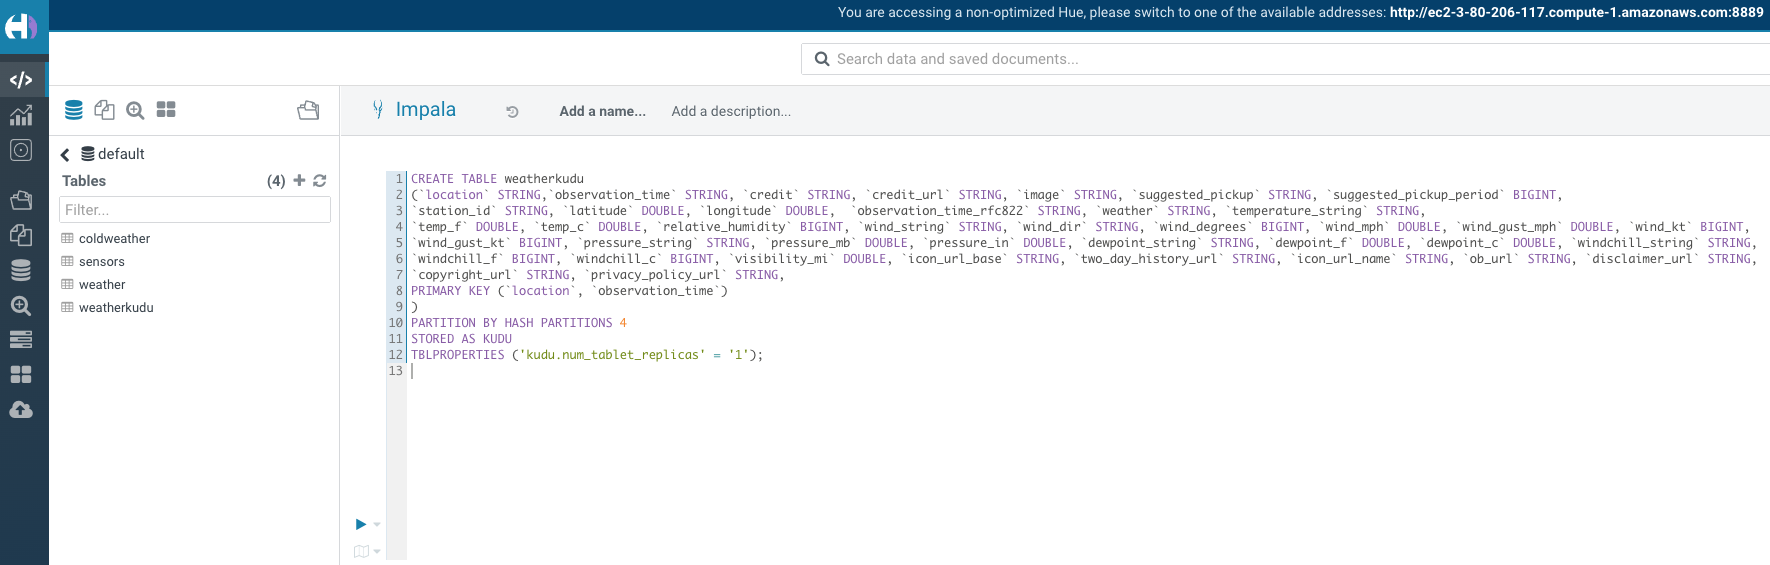 You are accessing a non-optimized Hue, please switch to one of the available addresses: http://ec2-3-80-206-117.compute-1.amazonaws.com:8889
Search data and saved documents...
Impala
Add a name...
Add a description...
default
Tables
(4)
Filter...
coldweather
sensors
weather
weatherkudu
1 CREATE TABLE weatherkudu
2 (`location` STRING,`observation_time` STRING, `credit` STRING, `credit_url` STRING, `image` STRING, `suggested_pickup` STRING, `suggested_pickup_period` BIGINT,
3 `station_id` STRING, `latitude` DOUBLE, `longitude` DOUBLE,  `observation_time_rfc822` STRING, `weather` STRING, `temperature_string` STRING,
4 `temp_f` DOUBLE, `temp_c` DOUBLE, `relative_humidity` BIGINT, `wind_string` STRING, `wind_dir` STRING, `wind_degrees` BIGINT, `wind_mph` DOUBLE, `wind_gust_mph` DOUBLE, `wind_kt` BIGINT,
5 `wind_gust_kt` BIGINT, `pressure_string` STRING, `pressure_mb` DOUBLE, `pressure_in` DOUBLE, `dewpoint_string` STRING, `dewpoint_f` DOUBLE, `dewpoint_c` DOUBLE, `windchill_string` STRING,
6 `windchill_f` BIGINT, `windchill_c` BIGINT, `visibility_mi` DOUBLE, `icon_url_base` STRING, `two_day_history_url` STRING, `icon_url_name` STRING, `ob_url` STRING, `disclaimer_url` STRING,
7 `copyright_url` STRING, `privacy_policy_url` STRING,
8 PRIMARY KEY (`location`, `observation_time`)
9 )
10 PARTITION BY HASH PARTITIONS 4
11 STORED AS KUDU
12 TBLPROPERTIES ('kudu.num_tablet_replicas' = '1');
13